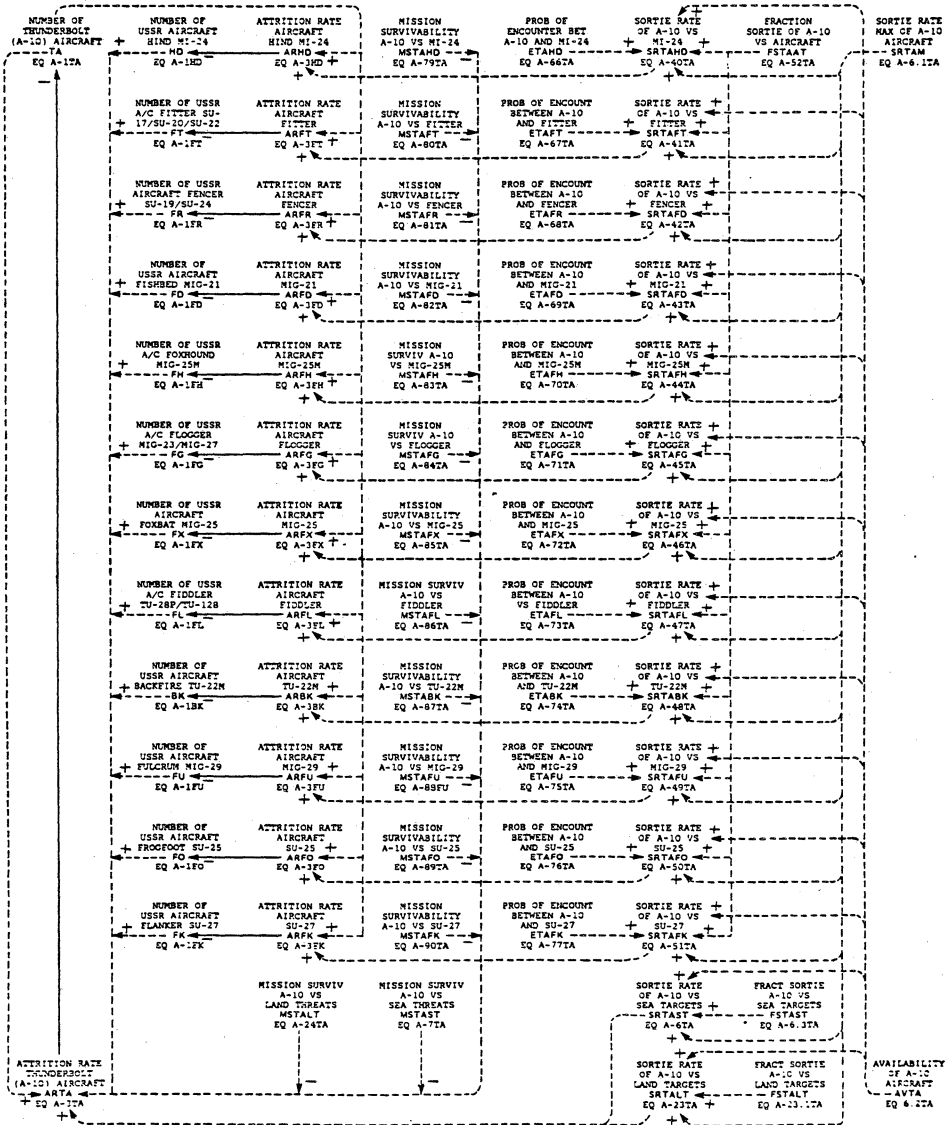 NUMBER OF
THUNDERBOLT
(A-10) AIRCRAFT
TA
EQ A-1TA
NUMBER OF
USSR AIRCRAFT
HIND MI-24
HD
EQ A-1HD
ATTRITION RATE
AIRCRAFT
HIND MI-24
ARHD
EQ A-3HD
MISSION
SURVIVABILITY
A-10 VS MI-24
MSTAHD
EQ A-79TA
PROB OF
ENCOUNTER BET
A-10 AND MI-24
ETAHD
EQ A-66TA
SORTIE RATE
OF A-10 VS
MI-24
SRTAHD
EQ A-40TA
FRACTION
SORTIE OF A-10
VS AIRCRAFT
FSTAAT
EQ A-52TA
SORTIE RATE
MAX OF A-10
AIRCRAFT
SRTAM
EQ A-6.1TA
NUMBER OF USSR
A/C FITTER SU-
17/SU-20/SU-22
FT
EQ A-1FT
ATTRITION RATE
AIRCRAFT
FITTER
ARFT
EQ A-3FT
MISSION
SURVIVABILITY
A-10 VS FITTER
MSTAFT
EQ A-80TA
PROB OF ENCOUNT
BETWEEN A-10
AND FITTER
ETAFT
EQ A-67TA
SORTIE RATE
OF A-10 VS
FITTER
SRTAFT
EQ A-41TA
NUMBER OF USSR
AIRCRAFT FENCER
SU-19/SU-24
FR
EQ A-1FR
ATTRITION RATE
AIRCRAFT
FENCER
ARFR
EQ A-3FR
MISSION
SURVIVABILITY
A-10 VS FENCER
MSTAFR
EQ A-81TA
PROB OF ENCOUNT
BETWEEN A-10
AND FENCER
ETAFR
EQ A-68TA
SORTIE RATE
OF A-10 VS
FENCER
SRTAFD
EQ A-42TA
NUMBER OF
USSR AIRCRAFT
FISHBED MIG-21
FD
EQ A-1FD
ATTRITION RATE
AIRCRAFT
MIG-21
ARFD
EQ A-3FD
MISSION
SURVIVABILITY
A-10 VS MIG-21
MSTAFD
EQ A-82TA
PROB OF ENCOUNT
BETWEEN A-10
AND MIG-21
ETAFD
EQ A-69TA
SORTIE RATE
OF A-10 VS
MIG-21
SRTAFD
EQ A-43TA
NUMBER OF USSR
A/C FOXHOUND
MIG-25M
FH
EQ A-1FH
ATTRITION RATE
AIRCRAFT
MIG-25M
ARFH
EQ A-3FH
MISSION
SURVIV A-10
VS MIG-25M
MSTAFH
EQ A-83TA
PROB OF ENCOUNT
BETWEEN A-10
AND MIG-25M
ETAFH
EQ A-70TA
SORTIE RATE
OF A-10 VS
MIG-25M
SRTAFH
EQ A-44TA
NUMBER OF USSR
A/C FLOGGER
MIG-23/MIG-27
FG
EQ A-1FG
ATTRITION RATE
AIRCRAFT
FLOGGER
ARFG
EQ A-3FG
MISSION
SURVIV A-10
VS FLOGGER
MSTAFG
EQ A-84TA
PROB OF ENCOUNT
BETWEEN A-10
AND FLOGGER
ETAFG
EQ A-71TA
SORTIE RATE
OF A-10 VS
FLOGGER
SRTAFG
EQ A-45TA
NUMBER OF USSR
AIRCRAFT
FOXBAT MIG-25
FX
EQ A-1FX
ATTRITION RATE
AIRCRAFT
MIG-25
ARFX
EQ A-3FX
MISSION
SURVIVABILITY
A-10 VS MIG-25
MSTAFX
EQ A-85TA
PROB OF ENCOUNT
BETWEEN A-10
AND MIG-25
ETAFX
EQ A-72TA
SORTIE RATE
OF A-10 VS
MIG-25
SRTAFX
EQ A-46TA
NUMBER OF USSR
A/C FIDDLER
TU-28P/TU-128
FL
EQ A-1FL
ATTRITION RATE
AIRCRAFT
FIDDLER
ARFL
EQ A-3FL
MISSION SURVIV
A-10 VS
FIDDLER
MSTAFL
EQ A-86TA
PROB OF ENCOUNT
BETWEEN A-10
VS FIDDLER
ETAFL
EQ A-73TA
SORTIE RATE
OF A-10 VS
FIDDLER
SRTAFL
EQ A-47TA
NUMBER OF
USSR AIRCRAFT
BACKFIRE TU-22M
BK
EQ A-1BK
ATTRITION RATE
AIRCRAFT
TU-22M
ARBK
EQ A-3BK
MISSION
SURVIVABILITY
A-10 VS TU-22M
MSTABK
EQ A-87TA
PROB OF ENCOUNT
BETWEEN A-10
AND TU-22M
ETABK
EQ A-74TA
SORTIE RATE
OF A-10 VS
TU-22M
SRTABK
EQ A-48TA
NUMBER OF
USSR AIRCRAFT
FULCRUM MIG-29
FU
EQ A-1FU
ATTRITION RATE
AIRCRAFT
MIG-29
ARFU
EQ A-3FU
MISSION
SURVIVABILITY
A-10 VS MIG-29
MSTAFU
EQ A-89FU
PROB OF ENCOUNT
BETWEEN A-10
AND MIG-29
ETAFU
EQ A-75TA
SORTIE RATE
OF A-10 VS
MIG-29
SRTAFU
EQ A-49TA
NUMBER OF
USSR AIRCRAFT
FROGFOOT SU-25
FO
EQ A-1FO
ATTRITION RATE
AIRCRAFT
SU-25
ARFO
EQ A-3FO
MISSION
SURVIVABILITY
A-10 VS SU-25
MSTAFO
EQ A-89TA
PROB OF ENCOUNT
BETWEEN A-10
AND SU-25
ETAFO
EQ A-76TA
SORTIE RATE
OF A-10 VS
SU-25
SRTAFO
EQ A-50TA
NUMBER OF
USSR AIRCRAFT
FLANKER SU-27
FK
EQ A-1FK
ATTRITION RATE
AIRCRAFT
SU-27
ARFK
EQ A-3FK
MISSION
SURVIVABILITY
A-10 VS SU-27
MSTAFK
EQ A-90TA
PROB OF ENCOUNT
BETWEEN A-10
AND SU-27
ETAFK
EQ A-77TA
SORTIE RATE
OF A-10 VS
SU-27
SRTAFK
EQ A-51TA
MISSION SURVIV
A-10 VS
LAND THREATS
MSTALT
EQ A-24TA
MISSION SURVIV
A-10 VS
SEA THREATS
MSTAST
EQ A-7TA
SORTIE RATE
OF A-10 VS
SEA TARGETS
SRTAST
EQ A-6TA
FRACT SORTIE
A-10 VS
SEA TARGETS
FSTAST
EQ A-6.3TA
ATTRITION RATE
THUNDERBOLT
(A-10) AIRCRAFT
ARTA
EQ A-3TA
SORTIE RATE
OF A-10 VS
LAND TARGETS
SRTALT
EQ A-23TA
FRACT SORTIE
A-10 VS
LAND TARGETS
FSTALT
EQ A-23.1TA
AVAILABILITY
OF A-10
AIRCRAFT
AVTA
EQ 6.2TA